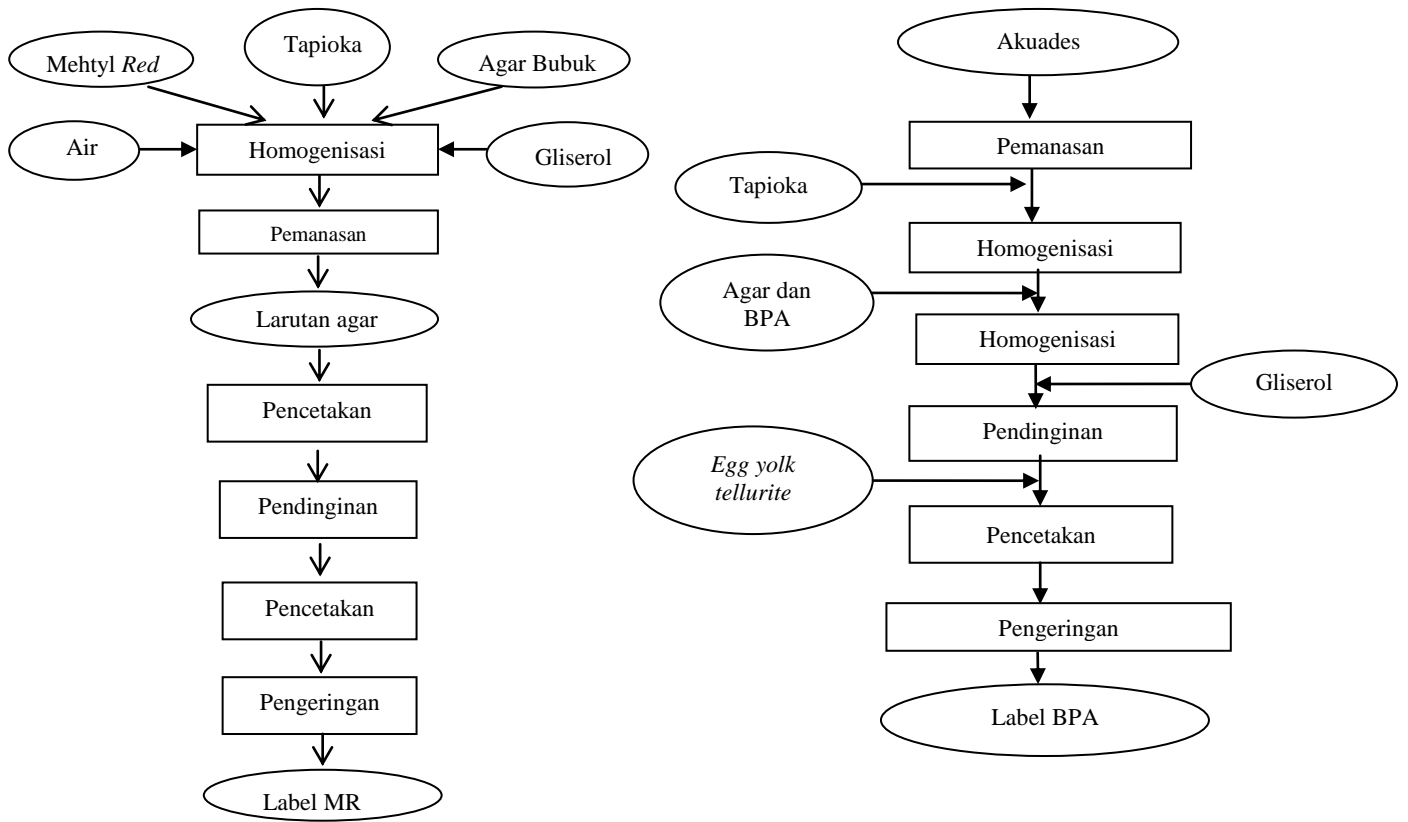 Tapioka
Mehtyl Red
Agar Bubuk
Air
Homogenisasi
Gliserol
Pemanasan
Larutan agar
Pencetakan
Pendinginan
Pencetakan
Pengeringan
Label MR
Akuades
Pemanasan
Tapioka
Homogenisasi
Agar dan
BPA
Homogenisasi
Gliserol
Pendinginan
Egg yolk
tellurite
Pencetakan
Pengeringan
Label BPA